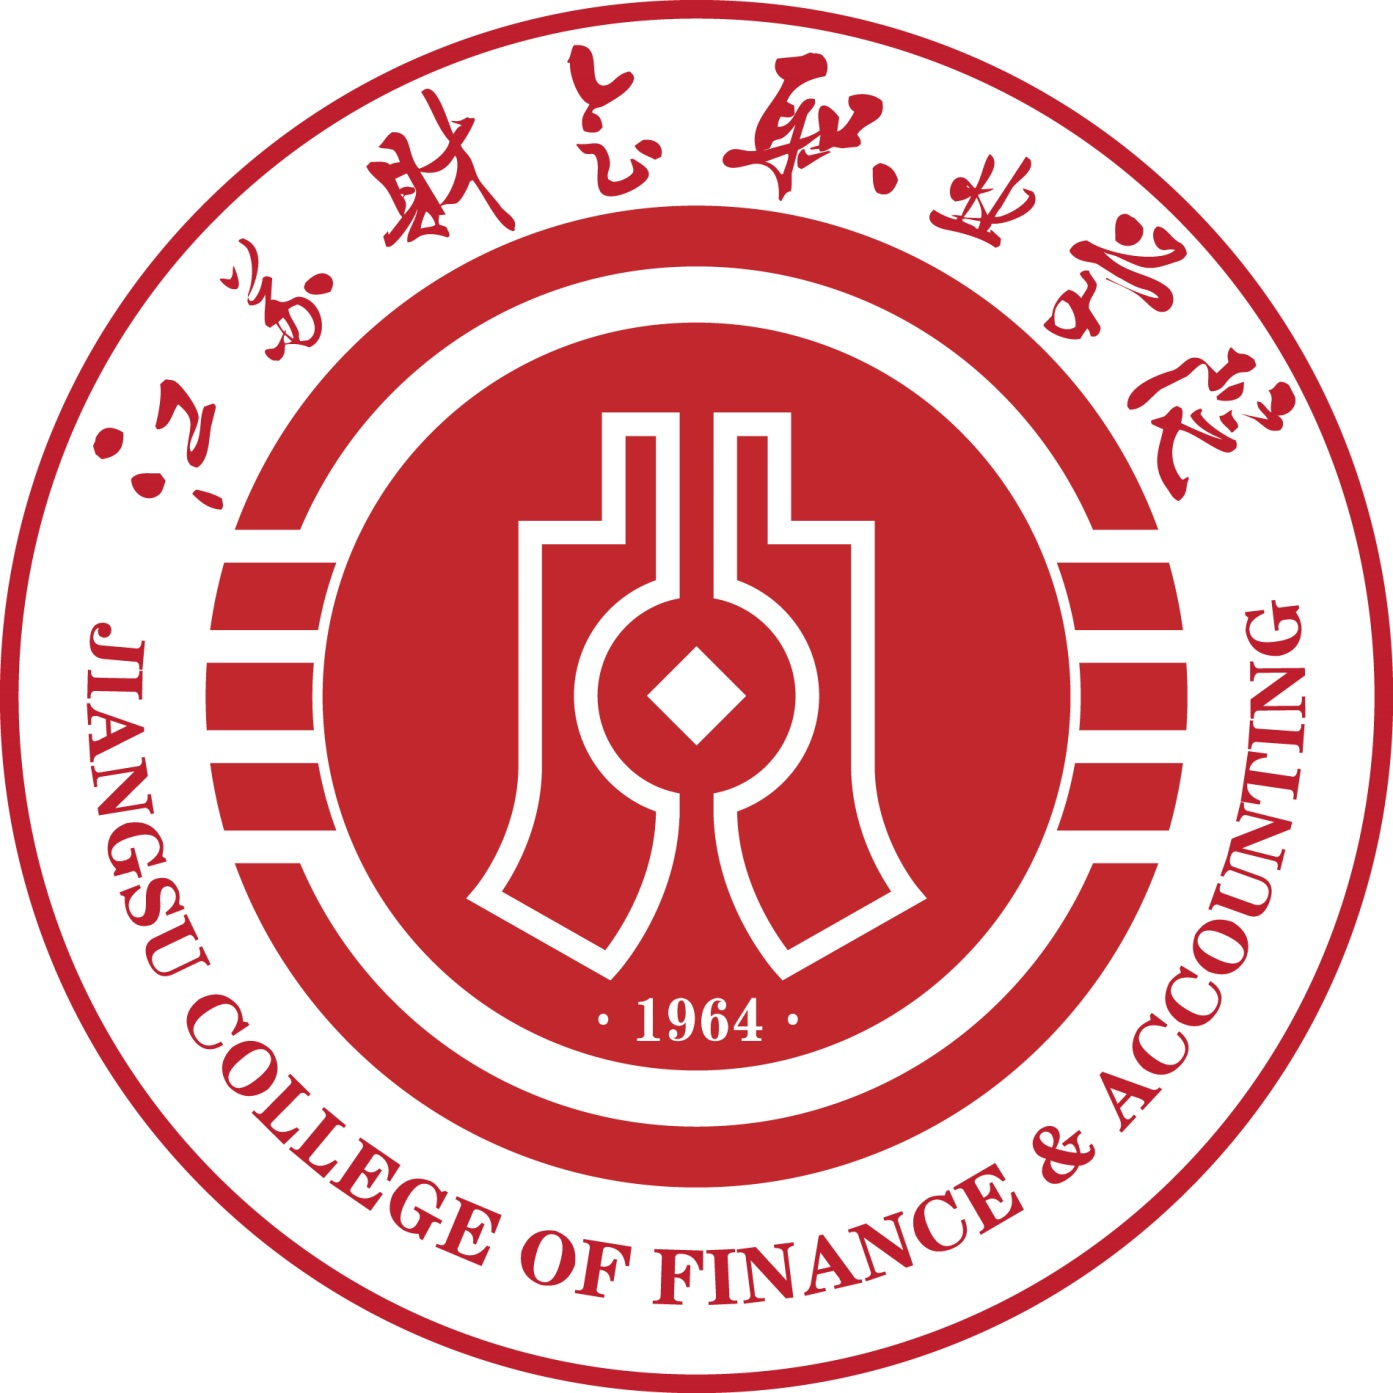 江苏财会职业学院
· 1964 ·
JIANGSU COLLEGE OF FINANCE & ACCOUNTING